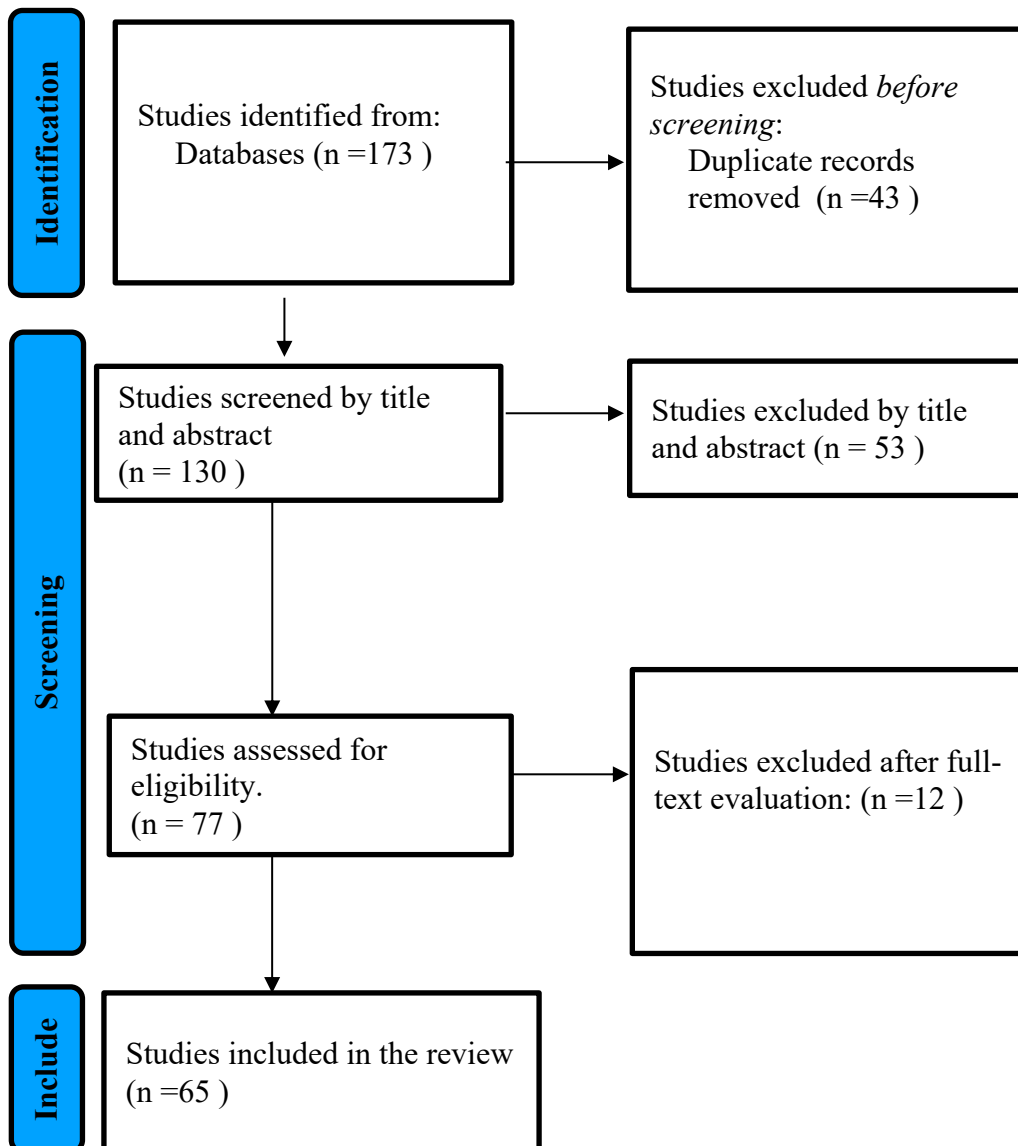 Identification
Studies identified from:
Databases (n =173 )
Studies excluded before
screening:
Duplicate records
removed (n =43 )
Screening
Studies screened by title
and abstract
(n = 130 )
Studies excluded by title
and abstract (n = 53 )
Studies assessed for
eligibility.
(n = 77 )
Studies excluded after full-
text evaluation: (n =12 )
Include
Studies included in the review
(n =65 )